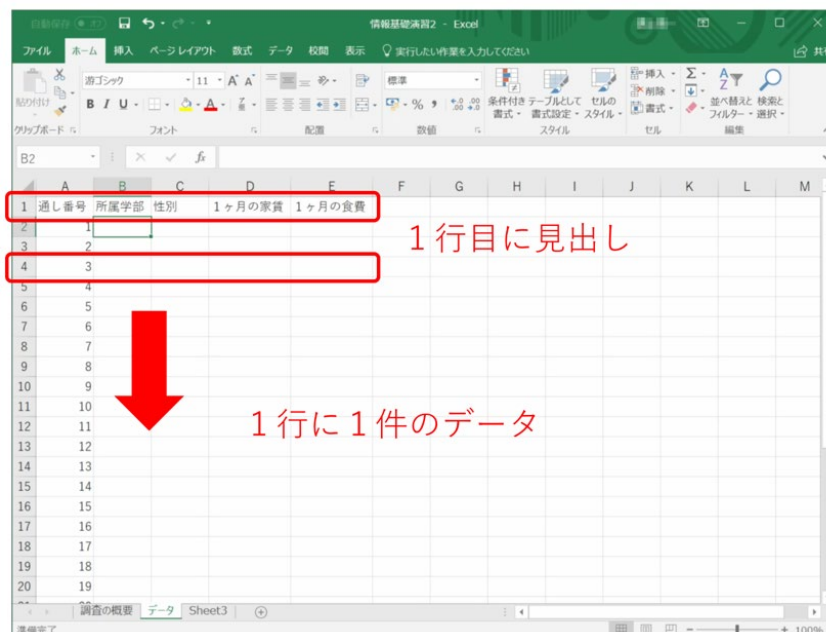 自動保存 オフ
情報基礎演習2 - Excel
ファイル ホーム 挿入 ページ レイアウト 数式 データ 校閲 表示 実行したい作業を入力してください 共有
貼り付け
游ゴシック 11 A A
B I U
標準
% 
条件付き書式 テーブルとして書式設定 セルのスタイル
挿入
削除
書式
Σ
並べ替えと フィルター
検索と 選択
クリップボード フォント 配置 数値 スタイル セル 編集
B2 fx
A B C D E F G H I J K L M
1 通し番号 所属学部 性別 1ヶ月の家賃 1ヶ月の食費
2 1
1行目に見出し
3 2
4 3
5 4
6 5
7 6
8 7
9 8
10 9
11 10
1行に1件のデータ
12 11
13 12
14 13
15 14
16 15
17 16
18 17
19 18
20 19
調査の概要 データ Sheet3
準備完了 100%